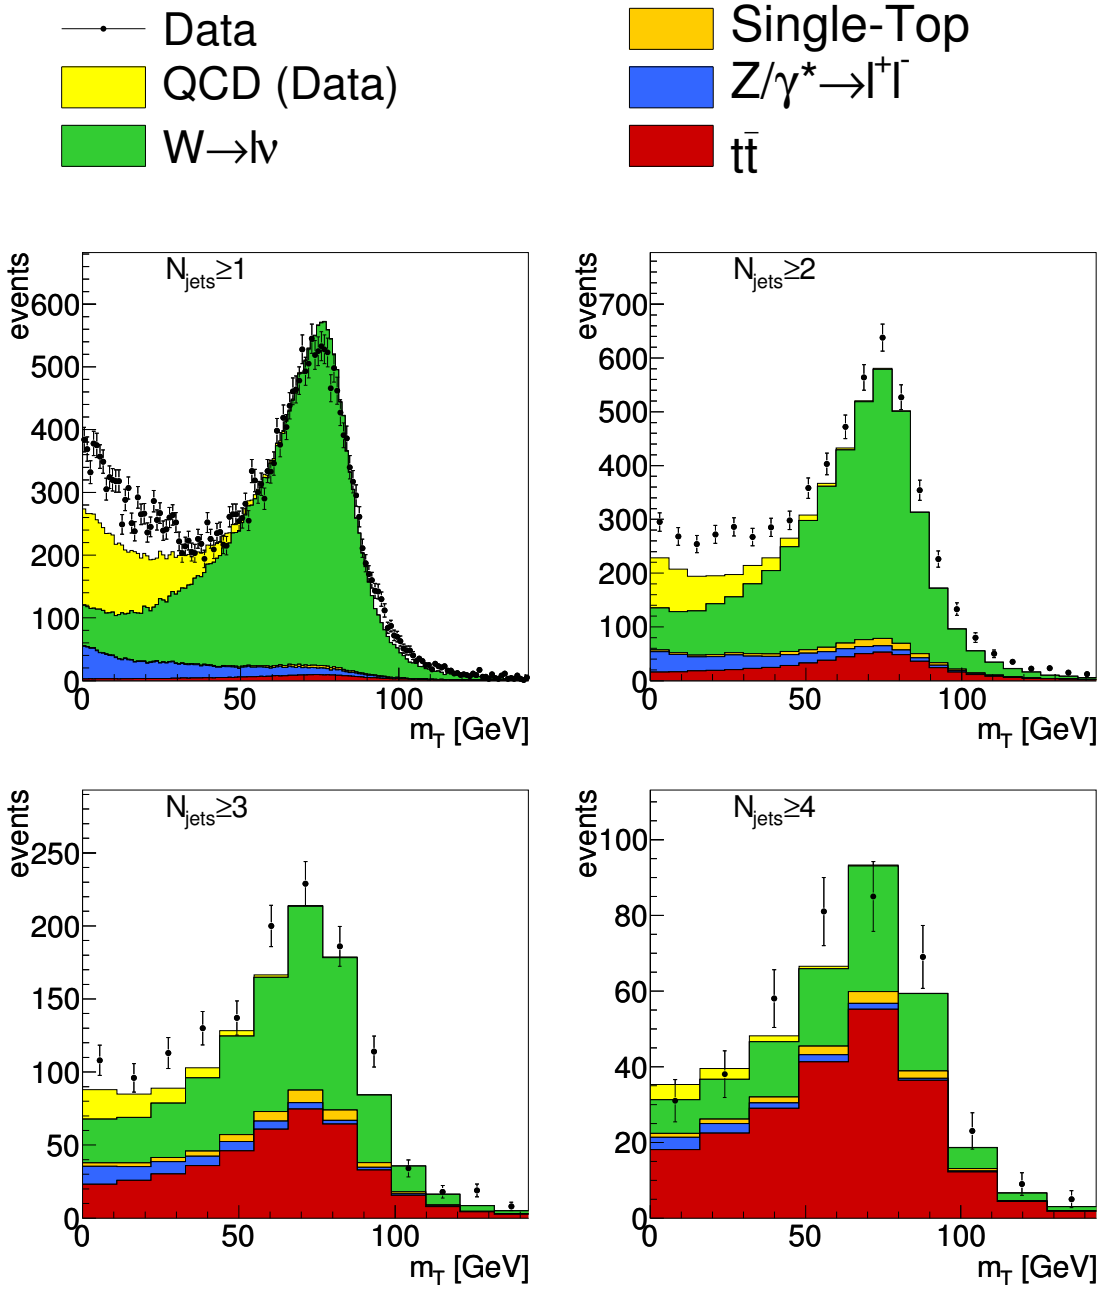 Data
QCD (Data)
W→lν
Single-Top
Z/γ*→l⁺l⁻
tt̄
events
N_jets≥1
600
500
400
300
200
100
0
0 50 100
m_T [GeV]
events
N_jets≥2
700
600
500
400
300
200
100
0
0 50 100
m_T [GeV]
events
N_jets≥3
250
200
150
100
50
0
0 50 100
m_T [GeV]
events
N_jets≥4
100
80
60
40
20
0
0 50 100
m_T [GeV]